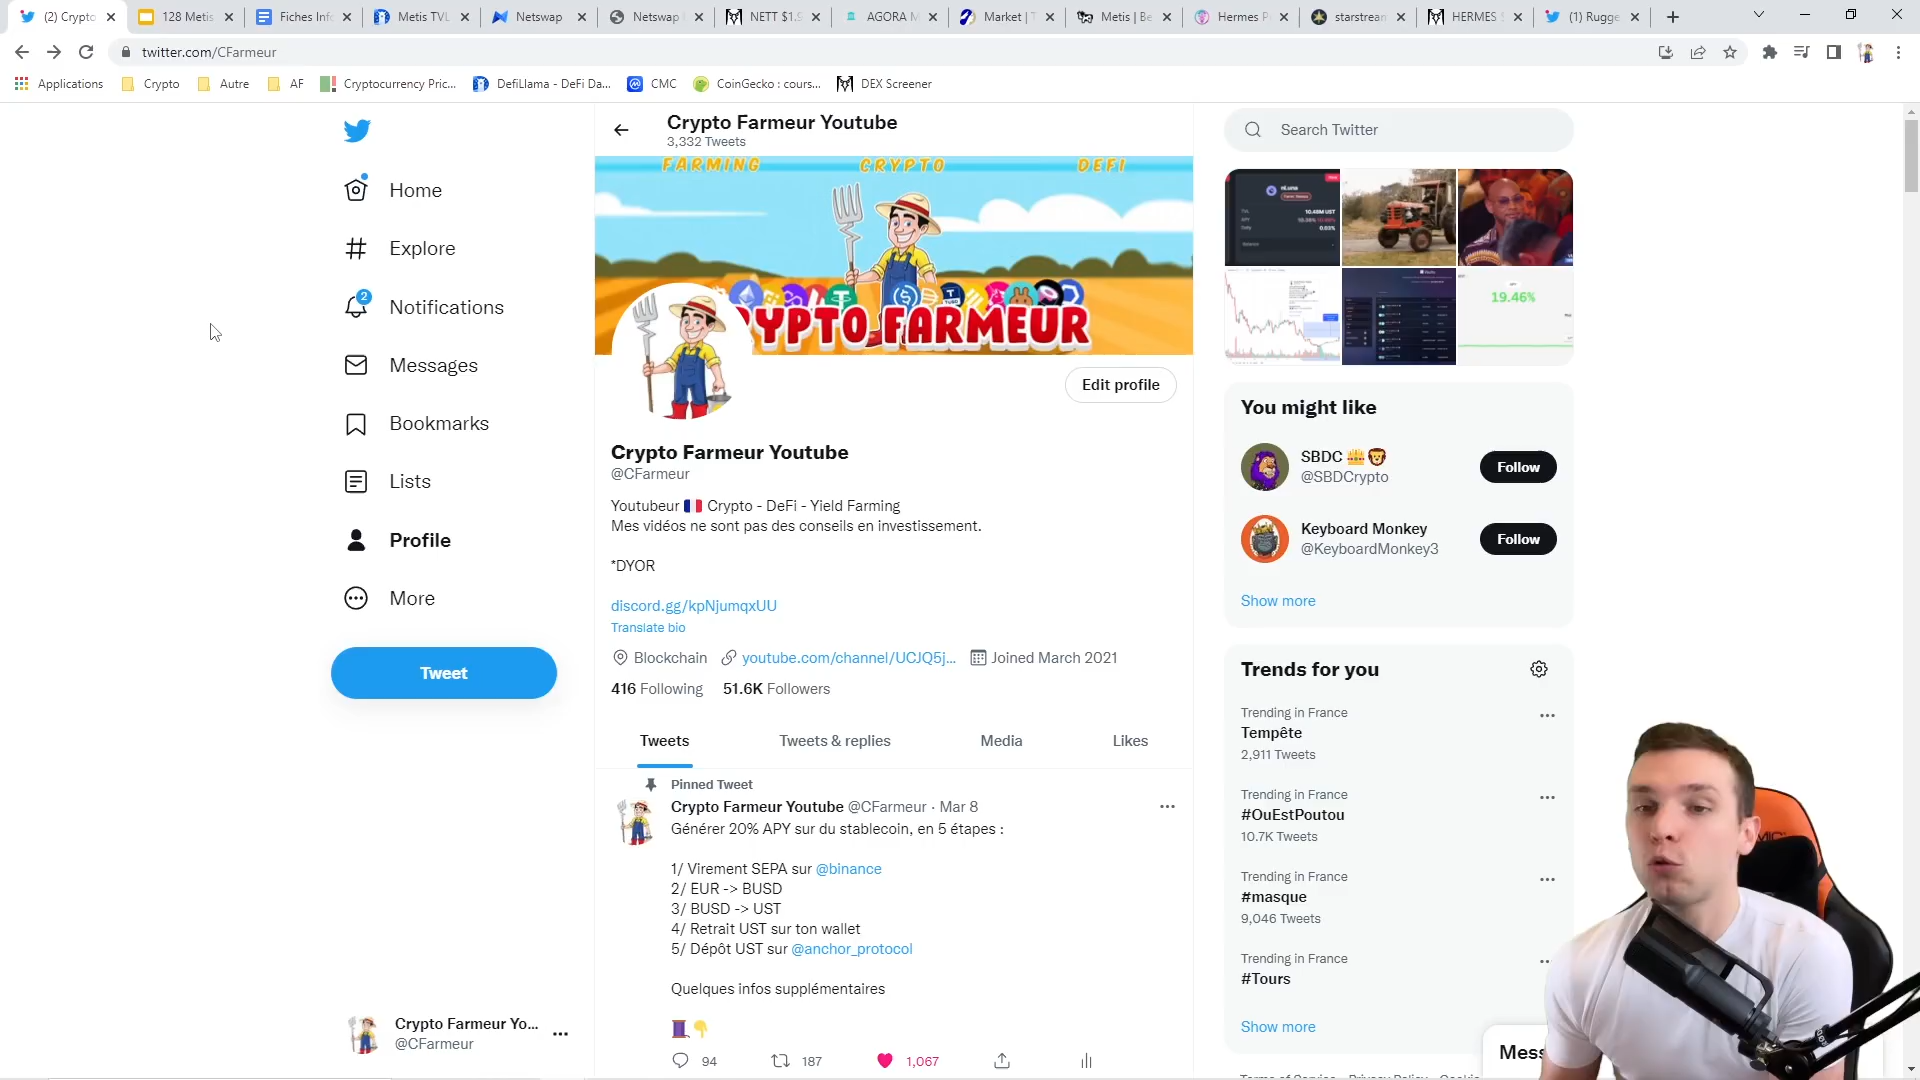 (2) Crypto
128 Metis
Fiches Info
Metis TVL
Netswap
Netswap
NETT $1.9
AGORA M
Market | T
Metis | Be
Hermes P
starstream
HERMES $
(1) Rugge
twitter.com/CFarmeur
Applications
Crypto
Autre
AF
Cryptocurrency Pric...
DefiLlama - DeFi Da...
CMC
CoinGecko : cours...
DEX Screener
Home
Explore
2
Notifications
Messages
Bookmarks
Lists
Profile
More
Tweet
Crypto Farmeur Yo...
@CFarmeur
Crypto Farmeur Youtube
3,332 Tweets
FARMING CRYPTO DEFI
YPTO FARMEUR
Edit profile
Crypto Farmeur Youtube
@CFarmeur
Youtubeur 🇫🇷 Crypto - DeFi - Yield Farming
Mes vidéos ne sont pas des conseils en investissement.
*DYOR
discord.gg/kpNjumqxUU
Translate bio
Blockchain youtube.com/channel/UCJQ5j... Joined March 2021
416 Following 51.6K Followers
Tweets Tweets & replies Media Likes
Pinned Tweet
Crypto Farmeur Youtube @CFarmeur · Mar 8
Générer 20% APY sur du stablecoin, en 5 étapes :
1/ Virement SEPA sur @binance
2/ EUR -> BUSD
3/ BUSD -> UST
4/ Retrait UST sur ton wallet
5/ Dépôt UST sur @anchor_protocol
Quelques infos supplémentaires
🧵👇
94 187 1,067
Search Twitter
19.46%
You might like
SBDC 👑🦁
@SBDCrypto
Follow
Keyboard Monkey
@KeyboardMonkey3
Follow
Show more
Trends for you
Trending in France
Tempête
2,911 Tweets
Trending in France
#OuEstPoutou
10.7K Tweets
Trending in France
#masque
9,046 Tweets
Trending in France
#Tours
Show more
Mess